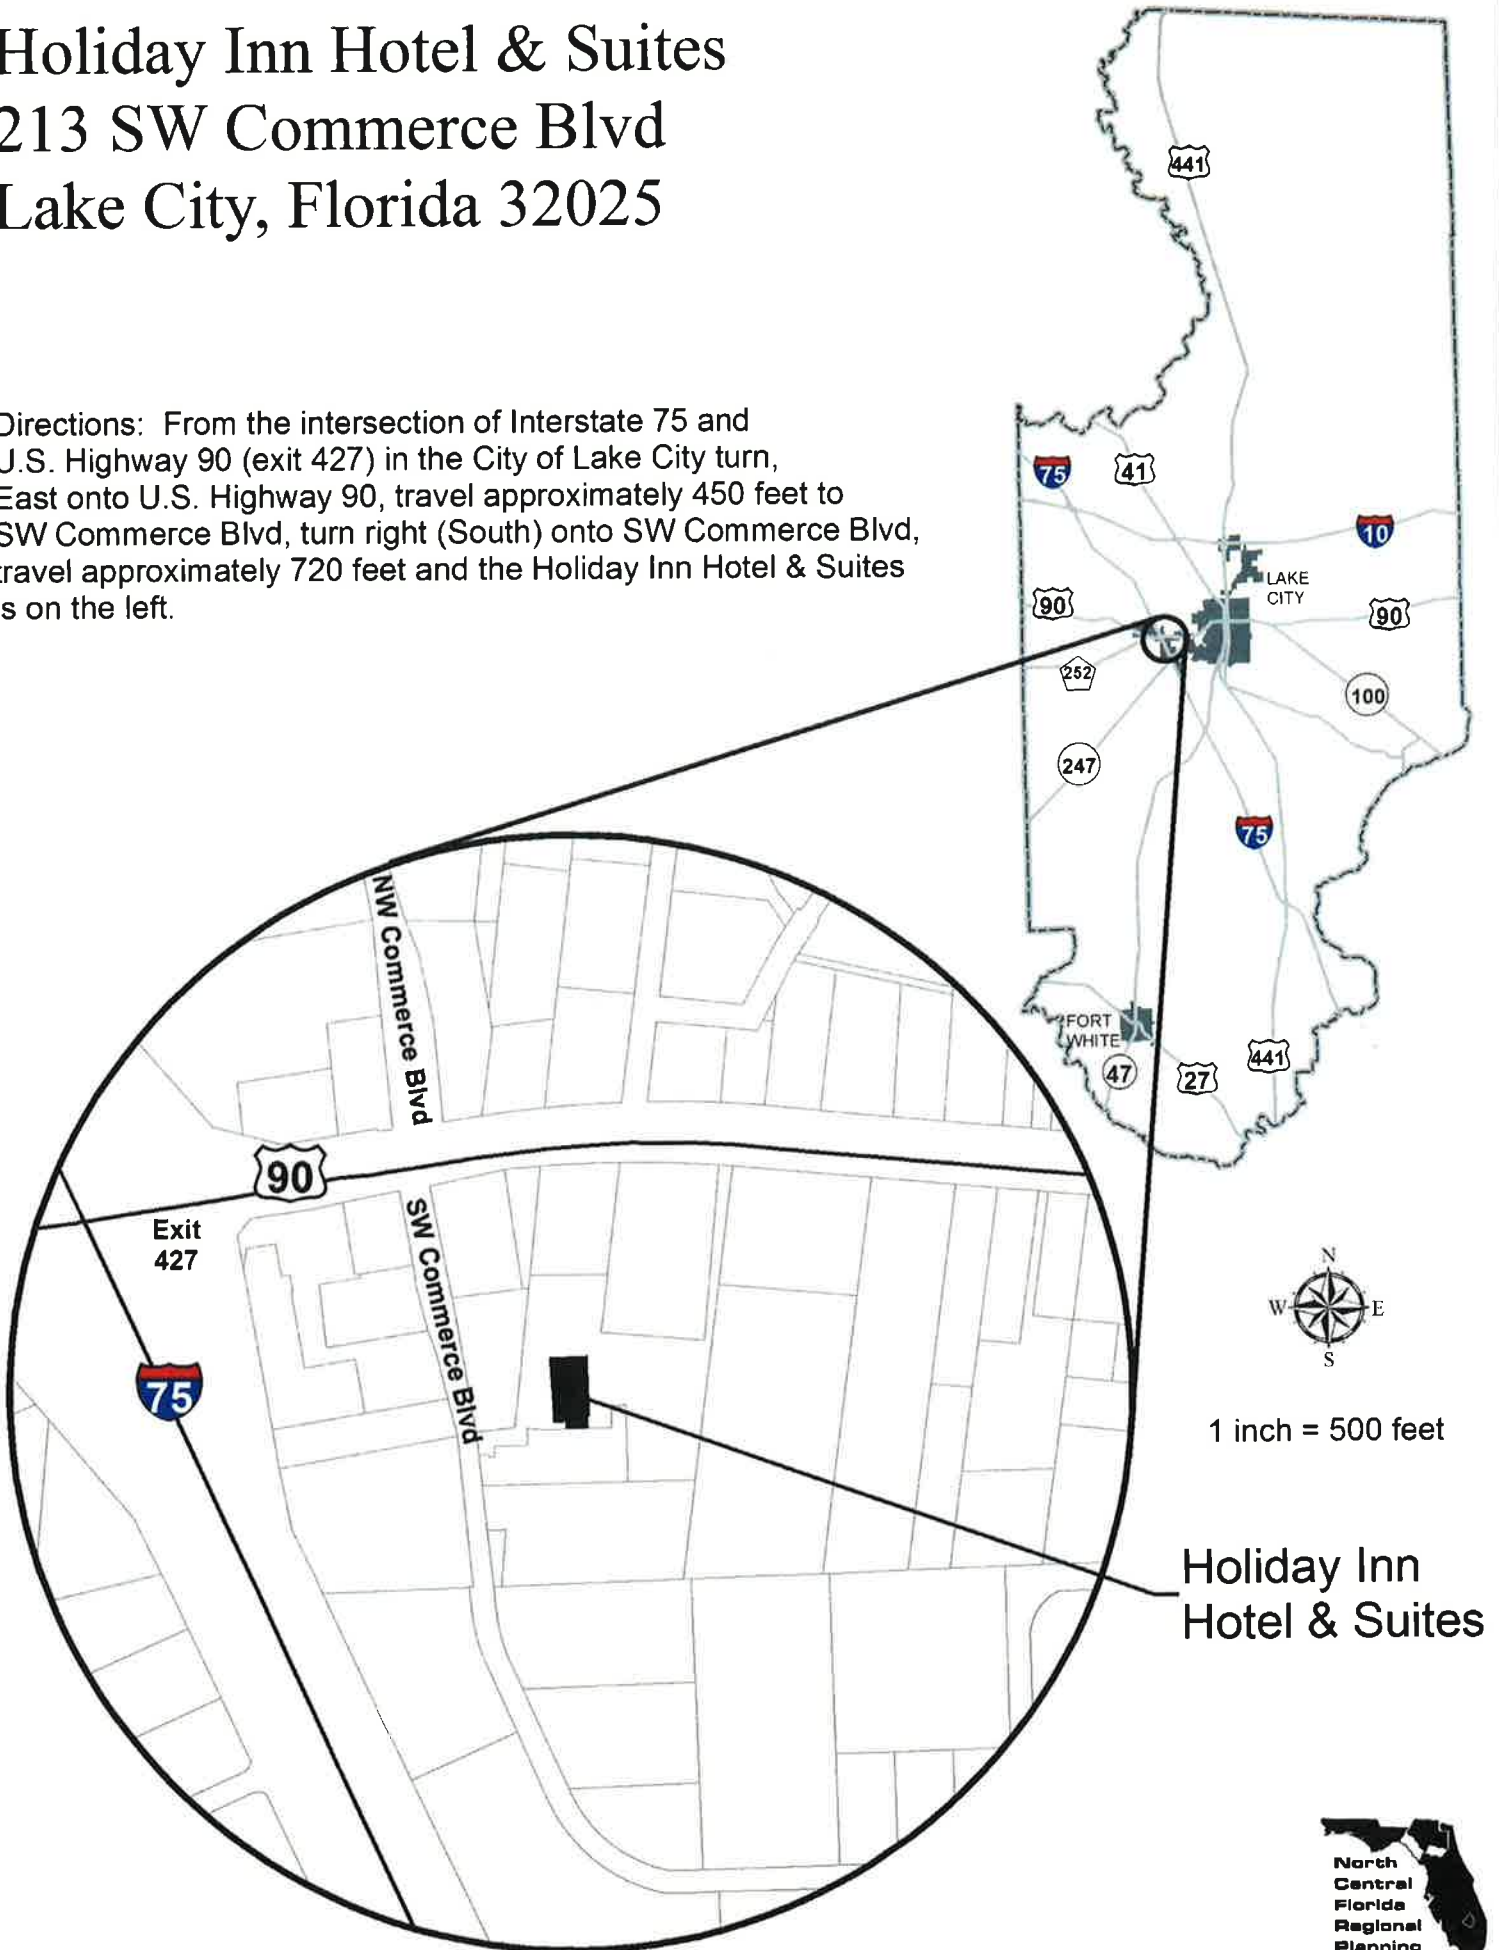 Holiday Inn Hotel & Suites
213 SW Commerce Blvd
Lake City, Florida 32025
Directions: From the intersection of Interstate 75 and
U.S. Highway 90 (exit 427) in the City of Lake City turn,
East onto U.S. Highway 90, travel approximately 450 feet to
SW Commerce Blvd, turn right (South) onto SW Commerce Blvd,
travel approximately 720 feet and the Holiday Inn Hotel & Suites
is on the left.
441
75
41
10
LAKE
CITY
90
90
252
100
247
75
FORT
WHITE
47
27
441
NW Commerce Blvd
90
Exit
427
SW Commerce Blvd
75
N
W
E
S
1 inch = 500 feet
Holiday Inn
Hotel & Suites
North
Central
Florida
Regional
Planning